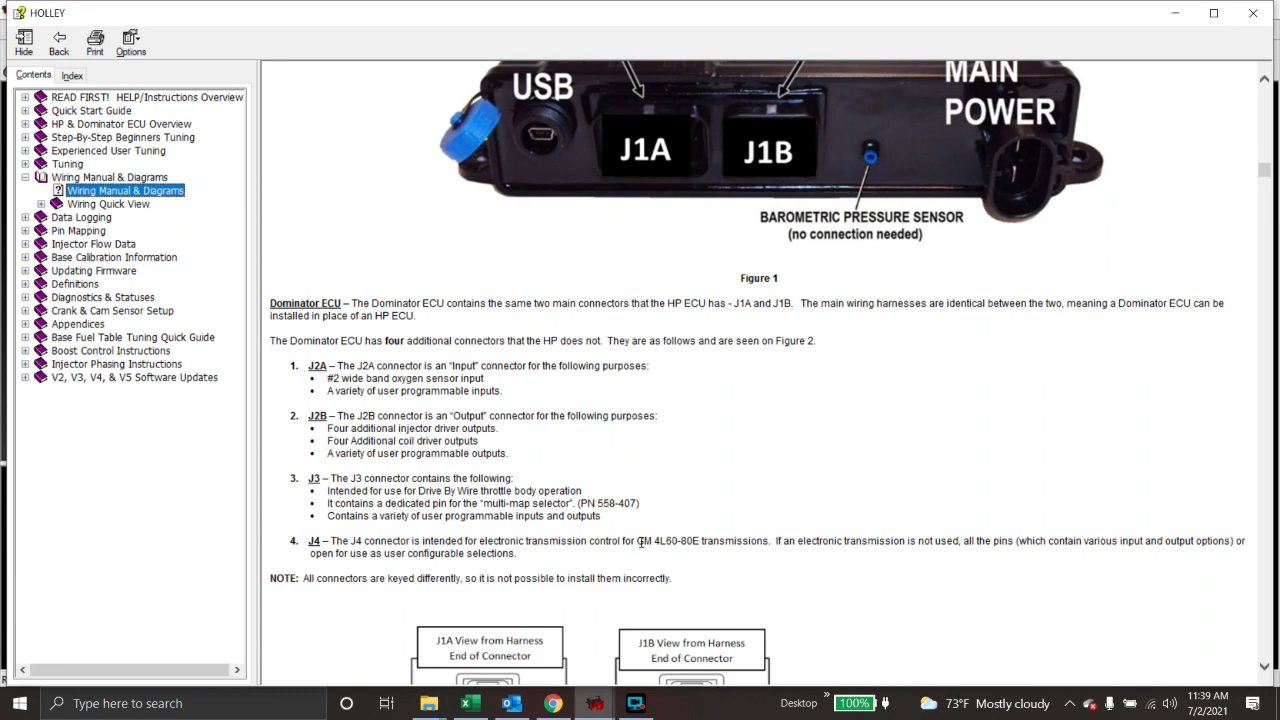 HOLLEY
Hide
Back
Print
Options
Contents
Index
READ FIRST! HELP/Instructions Overview
Quick Start Guide
HP & Dominator ECU Overview
Step-By-Step Beginners Tuning
Experienced User Tuning
Tuning
Wiring Manual & Diagrams
Wiring Manual & Diagrams
Wiring Quick View
Data Logging
Pin Mapping
Injector Flow Data
Base Calibration Information
Updating Firmware
Definitions
Diagnostics & Statuses
Crank & Cam Sensor Setup
Appendices
Base Fuel Table Tuning Quick Guide
Boost Control Instructions
Injector Phasing Instructions
V2, V3, V4, & V5 Software Updates
USB
J1A
J1B
MAIN
POWER
BAROMETRIC PRESSURE SENSOR
(no connection needed)
Figure 1
Dominator ECU – The Dominator ECU contains the same two main connectors that the HP ECU has - J1A and J1B. The main wiring harnesses are identical between the two, meaning a Dominator ECU can be
installed in place of an HP ECU.
The Dominator ECU has four additional connectors that the HP does not. They are as follows and are seen on Figure 2.
1. J2A – The J2A connector is an “Input” connector for the following purposes:
• #2 wide band oxygen sensor input
• A variety of user programmable inputs.
2. J2B – The J2B connector is an “Output” connector for the following purposes:
• Four additional injector driver outputs.
• Four Additional coil driver outputs
• A variety of user programmable outputs.
3. J3 – The J3 connector contains the following:
• Intended for use for Drive By Wire throttle body operation
• It contains a dedicated pin for the “multi-map selector”. (PN 558-407)
• Contains a variety of user programmable inputs and outputs
4. J4 – The J4 connector is intended for electronic transmission control for GM 4L60-80E transmissions. If an electronic transmission is not used, all the pins (which contain various input and output options) or
open for use as user configurable selections.
NOTE: All connectors are keyed differently, so it is not possible to install them incorrectly.
J1A View from Harness
End of Connector
J1B View from Harness
End of Connector
Type here to search
Desktop
100%
73°F Mostly cloudy
11:39 AM
7/2/2021